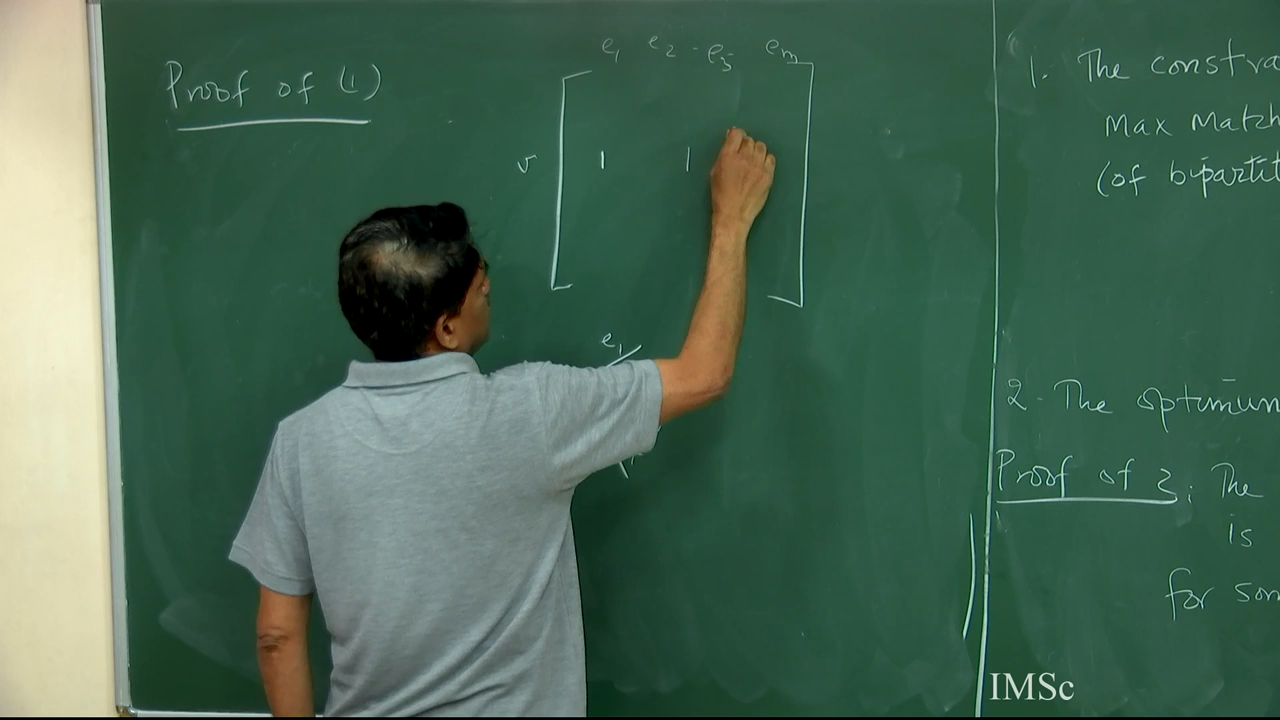 Proof of (1)
e1 e2 - e3 - em
v 1 1
e1
1. The constra
Max Match
(of bipartit
2. The optimum
Proof of 2; The
is
for som
IMSc